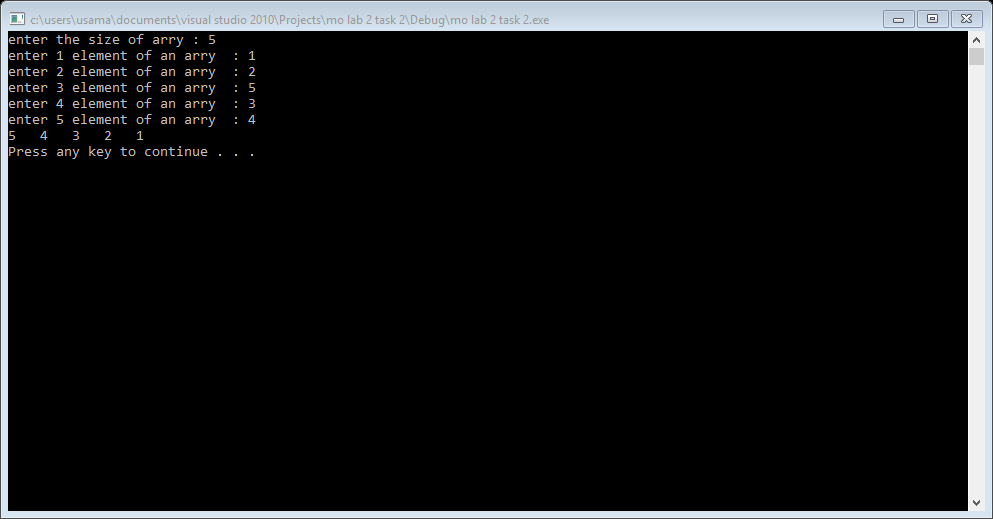 c:\users\usama\documents\visual studio 2010\Projects\mo lab 2 task 2\Debug\mo lab 2 task 2.exe
enter the size of arry : 5
enter 1 element of an arry  : 1
enter 2 element of an arry  : 2
enter 3 element of an arry  : 5
enter 4 element of an arry  : 3
enter 5 element of an arry  : 4
5   4   3   2   1
Press any key to continue . . .